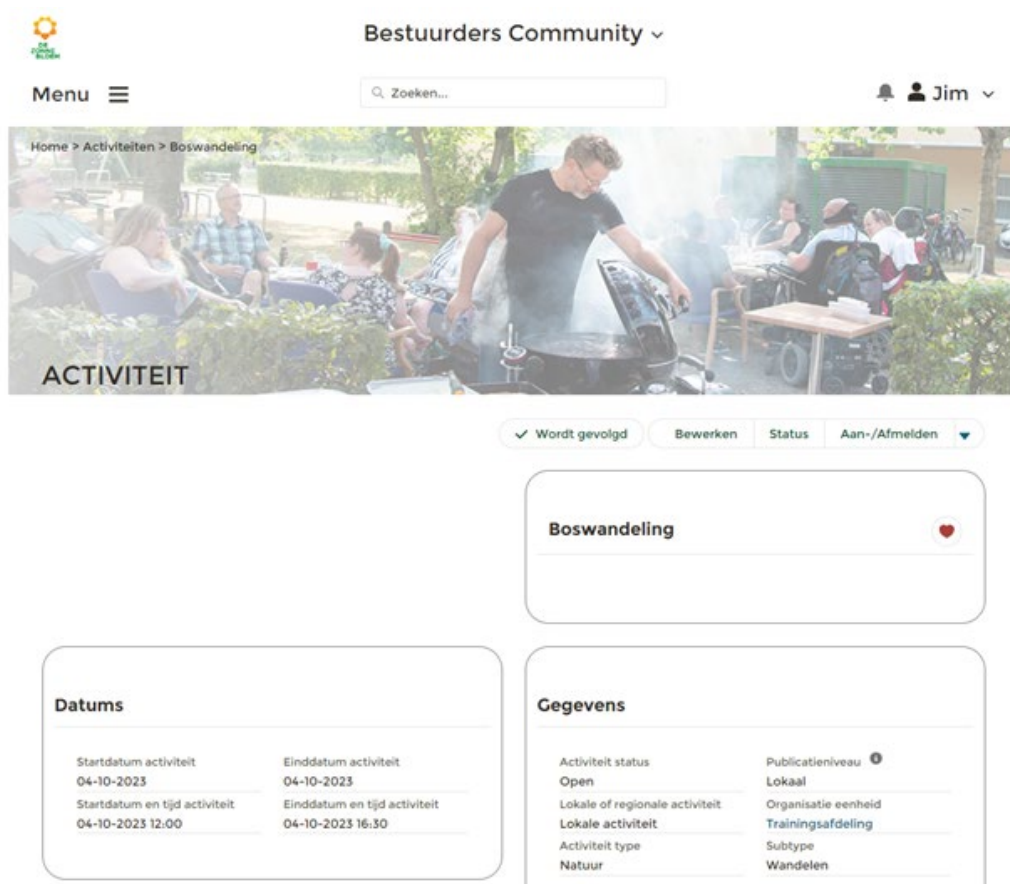 DE
ZONNE
BLOEM
Bestuurders Community
Menu
Zoeken...
Jim
Home > Activiteiten > Boswandeling
ACTIVITEIT
Wordt gevolgd
Bewerken
Status
Aan-/Afmelden
Boswandeling
Datums
Startdatum activiteit
Einddatum activiteit
04-10-2023
04-10-2023
Startdatum en tijd activiteit
Einddatum en tijd activiteit
04-10-2023 12:00
04-10-2023 16:30
Gegevens
Activiteit status
Publicatieniveau
Open
Lokaal
Lokale of regionale activiteit
Organisatie eenheid
Lokale activiteit
Trainingsafdeling
Activiteit type
Subtype
Natuur
Wandelen